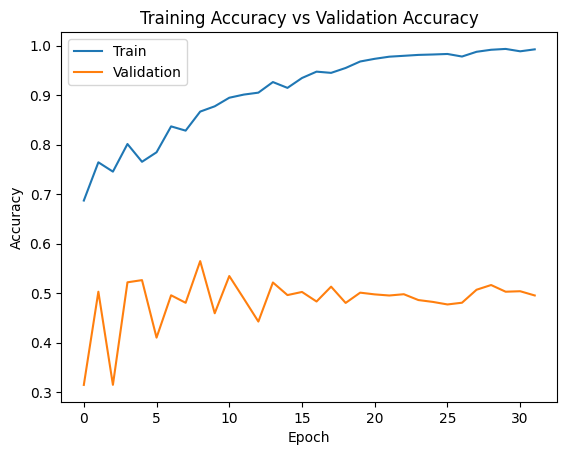 Training Accuracy vs Validation Accuracy
Train
Validation
1.0
0.9
0.8
0.7
0.6
0.5
0.4
0.3
Accuracy
0 5 10 15 20 25 30
Epoch